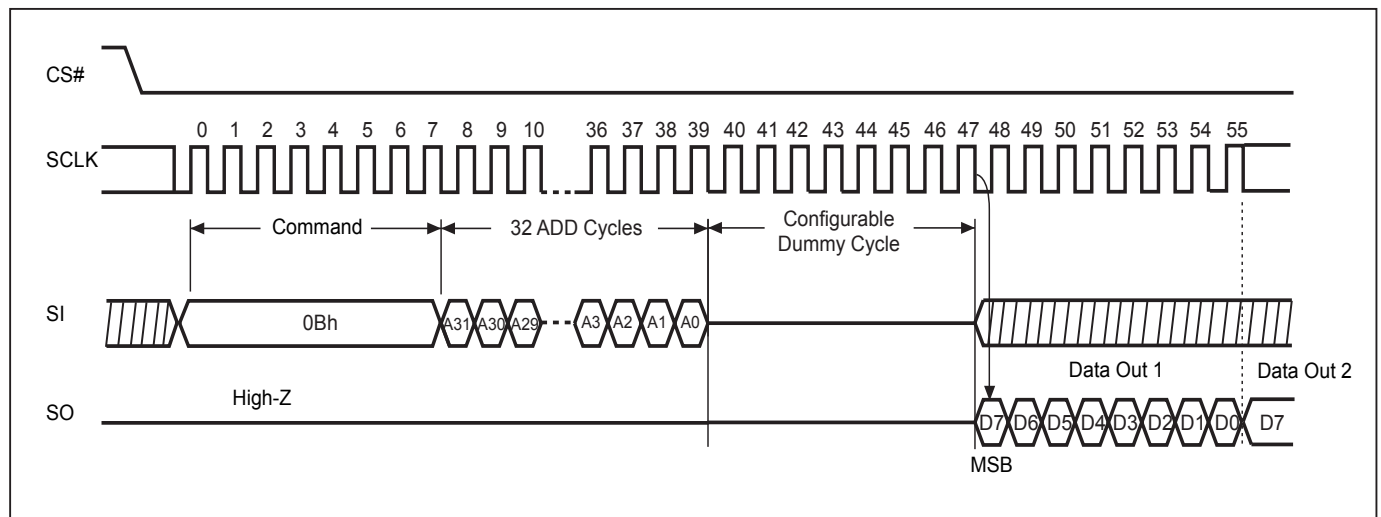 CS#
0 1 2 3 4 5 6 7 8 9 10 36 37 38 39 40 41 42 43 44 45 46 47 48 49 50 51 52 53 54 55
SCLK
Command
32 ADD Cycles
Configurable
Dummy Cycle
SI
0Bh
A31 A30 A29 A3 A2 A1 A0
Data Out 1
Data Out 2
High-Z
SO
D7 D6 D5 D4 D3 D2 D1 D0 D7
MSB